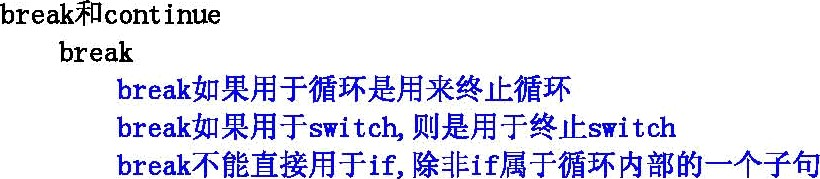 break和continue
break
break如果用于循环是用来终止循环
break如果用于switch,则是用于终止switch
break不能直接用于if,除非if属于循环内部的一个子句